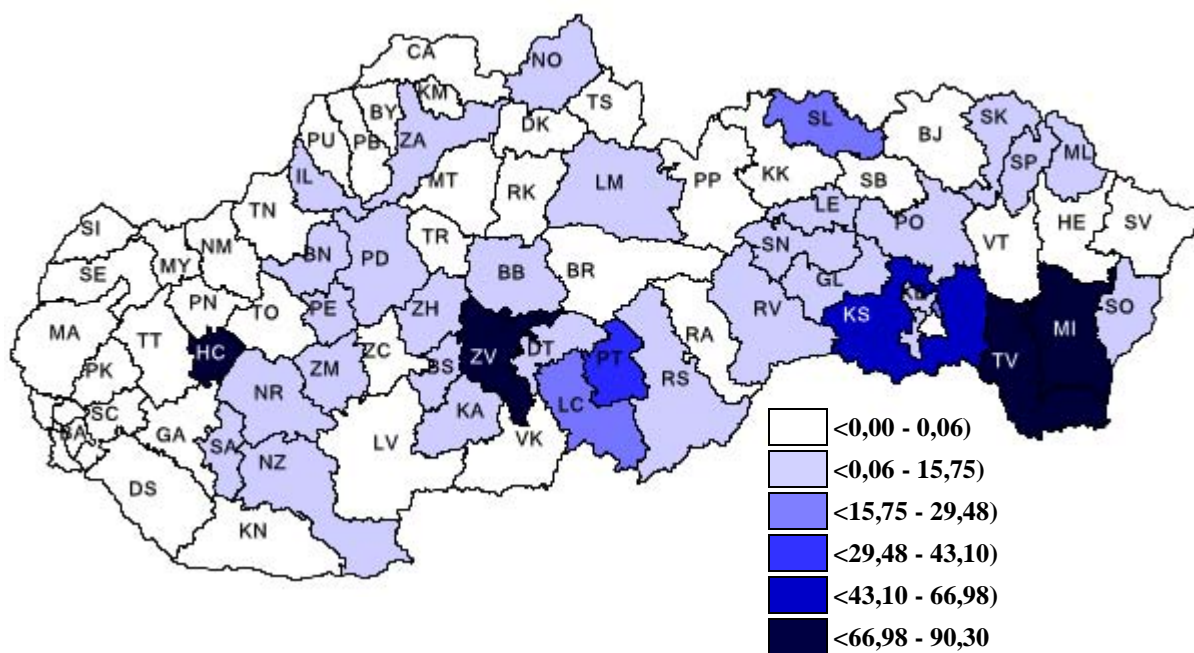 CA
NO
KM
TS
BY
PU
PB
ZA
DK
SL
BJ
SK
SP
ML
IL
MT
RK
LM
PP
KK
SB
LE
PO
HE
SV
TN
SI
NM
TR
SN
VT
SE
MY
BN
PD
BB
BR
GL
PN
TO
PE
ZH
RV
KS
SO
MA
TT
RA
MI
HC
ZC
ZV
DT
PT
TV
PK
ZM
BS
RS
NR
KA
LC
SC
BA
GA
SA
NZ
LV
VK
DS
KN
<0,00 - 0,06)
<0,06 - 15,75)
<15,75 - 29,48)
<29,48 - 43,10)
<43,10 - 66,98)
<66,98 - 90,30